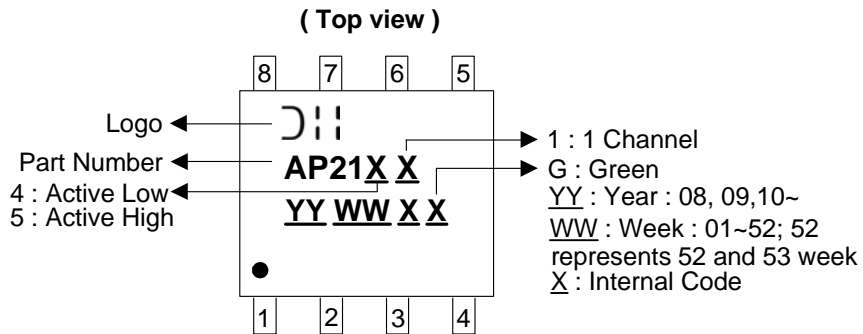 ( Top view )
8 7 6 5
Logo
Part Number
4 : Active Low
5 : Active High
AP21X X
YY WW X X
1 : 1 Channel
G : Green
YY : Year : 08, 09,10~
WW : Week : 01~52; 52
represents 52 and 53 week
X : Internal Code
1 2 3 4